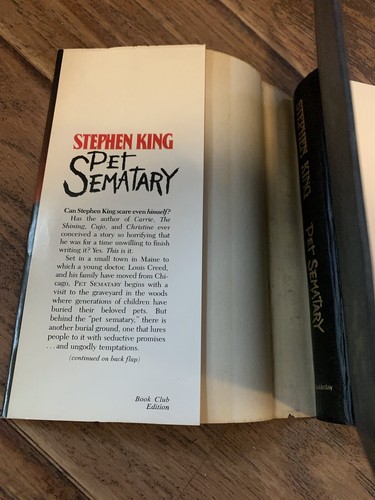 STEPHEN KING
PET
SEMATARY
Can Stephen King scare even himself?
Has the author of Carrie, The
Shining, Cujo, and Christine ever
conceived a story so horrifying that
he was for a time unwilling to finish
writing it? Yes. This is it.
Set in a small town in Maine to
which a young doctor, Louis Creed,
and his family have moved from Chi-
cago, PET SEMATARY begins with a
visit to the graveyard in the woods
where generations of children have
buried their beloved pets. But
behind the "pet sematary," there is
another burial ground, one that lures
people to it with seductive promises
. . . and ungodly temptations.
(continued on back flap)
Book Club
Edition
STEPHEN KING
PET SEMATARY
Doubleday